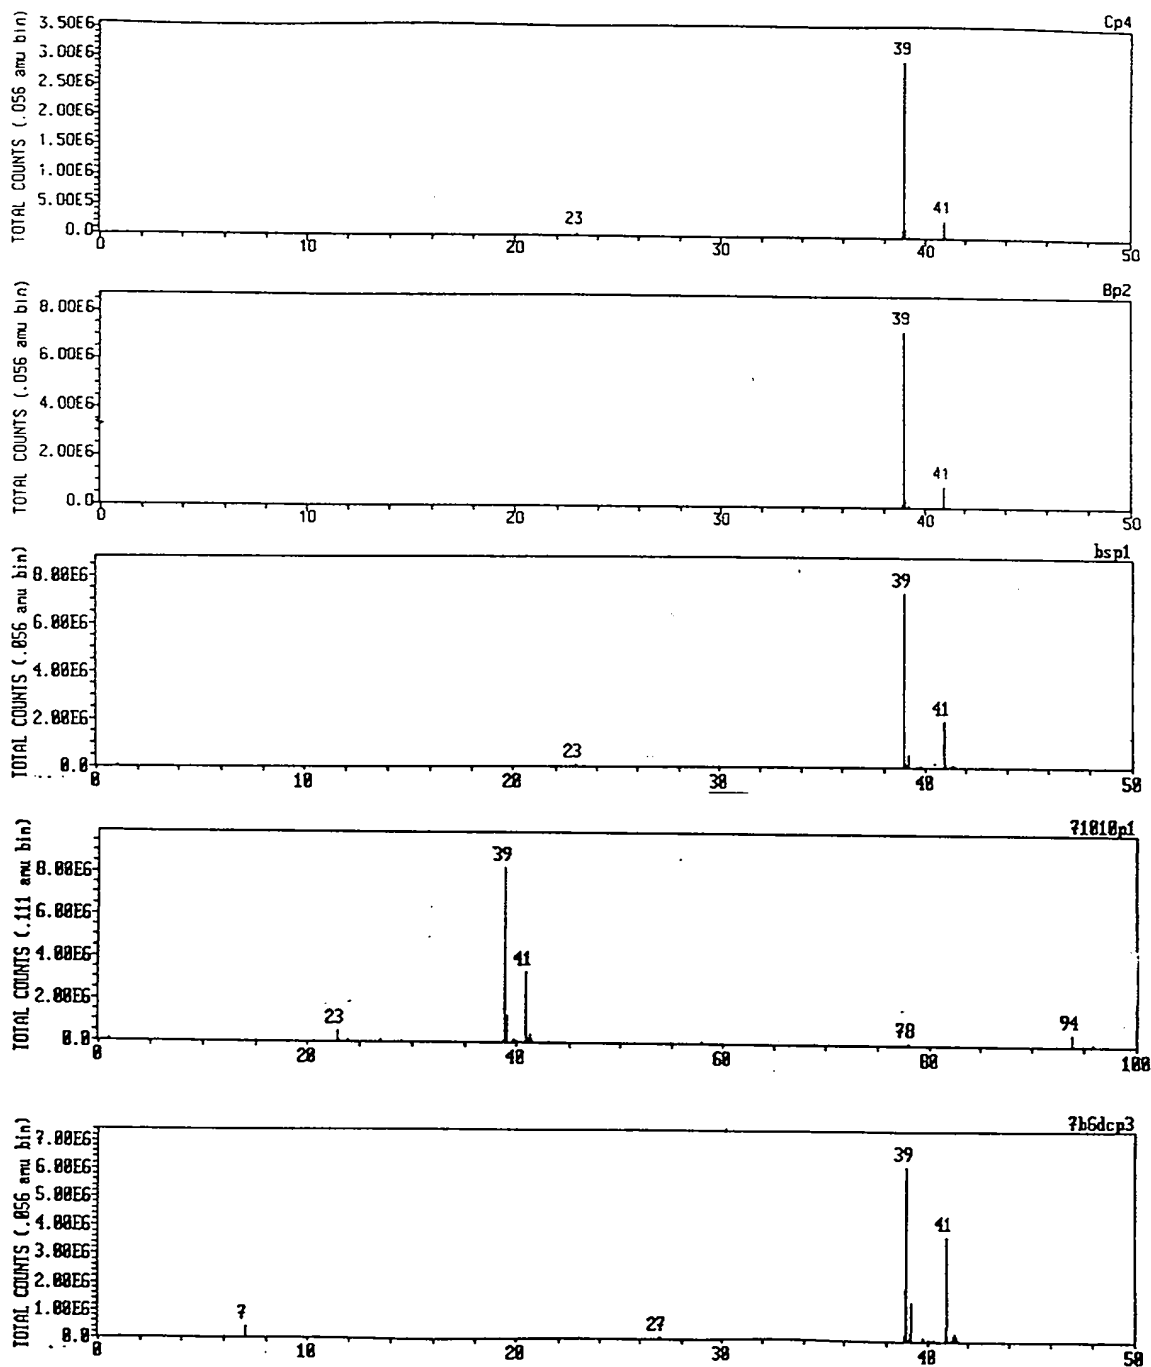 Cp4
TOTAL COUNTS (.056 amu bin)
3.50E6
3.00E6
2.50E6
2.00E6
1.50E6
1.00E6
5.00E5
0.0
39
23
41
0 10 20 30 40 50
Bp2
TOTAL COUNTS (.056 amu bin)
8.00E6
6.00E6
4.00E6
2.00E6
0.0
39
41
0 10 20 30 40 50
bsp1
TOTAL COUNTS (.056 amu bin)
8.00E6
6.00E6
4.00E6
2.00E6
0.0
39
41
23
0 10 20 30 40 50
71010p1
TOTAL COUNTS (.111 amu bin)
8.00E6
6.00E6
4.00E6
2.00E6
0.0
39
41
23
78
94
0 20 40 60 80 100
7b6dcp3
TOTAL COUNTS (.056 amu bin)
7.00E6
6.00E6
5.00E6
4.00E6
3.00E6
2.00E6
1.00E6
0.0
39
41
7
27
0 10 20 30 40 50